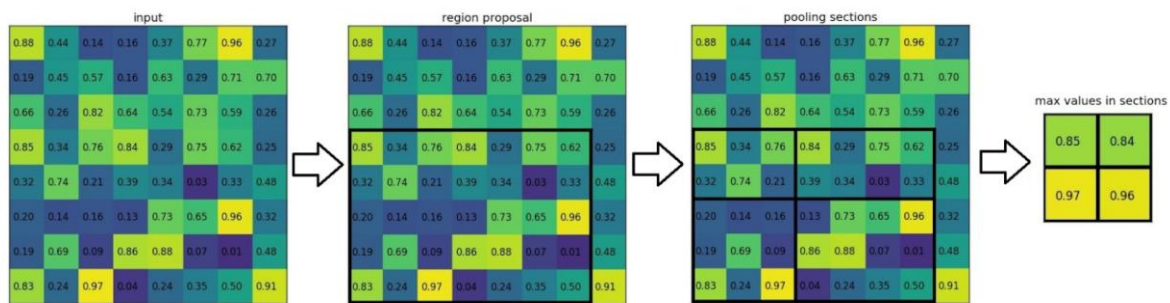 input region proposal pooling sections
0.88 0.44 0.14 0.16 0.37 0.77 0.96 0.27 0.88 0.44 0.14 0.16 0.37 0.77 0.96 0.27 0.88 0.44 0.14 0.16 0.37 0.77 0.96 0.27
0.19 0.45 0.57 0.16 0.63 0.29 0.71 0.70 0.19 0.45 0.57 0.16 0.63 0.29 0.71 0.70 0.19 0.45 0.57 0.16 0.63 0.29 0.71 0.70
0.66 0.26 0.82 0.64 0.54 0.73 0.59 0.26 0.66 0.26 0.82 0.64 0.54 0.73 0.59 0.26 0.66 0.26 0.82 0.64 0.54 0.73 0.59 0.26
max values in sections
0.85 0.34 0.76 0.84 0.29 0.75 0.62 0.25 0.85 0.34 0.76 0.84 0.29 0.75 0.62 0.25 0.85 0.34 0.76 0.84 0.29 0.75 0.62 0.25 0.85 0.84
0.32 0.74 0.21 0.39 0.34 0.03 0.33 0.48 0.32 0.74 0.21 0.39 0.34 0.03 0.33 0.48 0.32 0.74 0.21 0.39 0.34 0.03 0.33 0.48
0.20 0.14 0.16 0.13 0.73 0.65 0.96 0.32 0.20 0.14 0.16 0.13 0.73 0.65 0.96 0.32 0.20 0.14 0.16 0.13 0.73 0.65 0.96 0.32 0.97 0.96
0.19 0.69 0.09 0.86 0.88 0.07 0.01 0.48 0.19 0.69 0.09 0.86 0.88 0.07 0.01 0.48 0.19 0.69 0.09 0.86 0.88 0.07 0.01 0.48
0.83 0.24 0.97 0.04 0.24 0.35 0.50 0.91 0.83 0.24 0.97 0.04 0.24 0.35 0.50 0.91 0.83 0.24 0.97 0.04 0.24 0.35 0.50 0.91